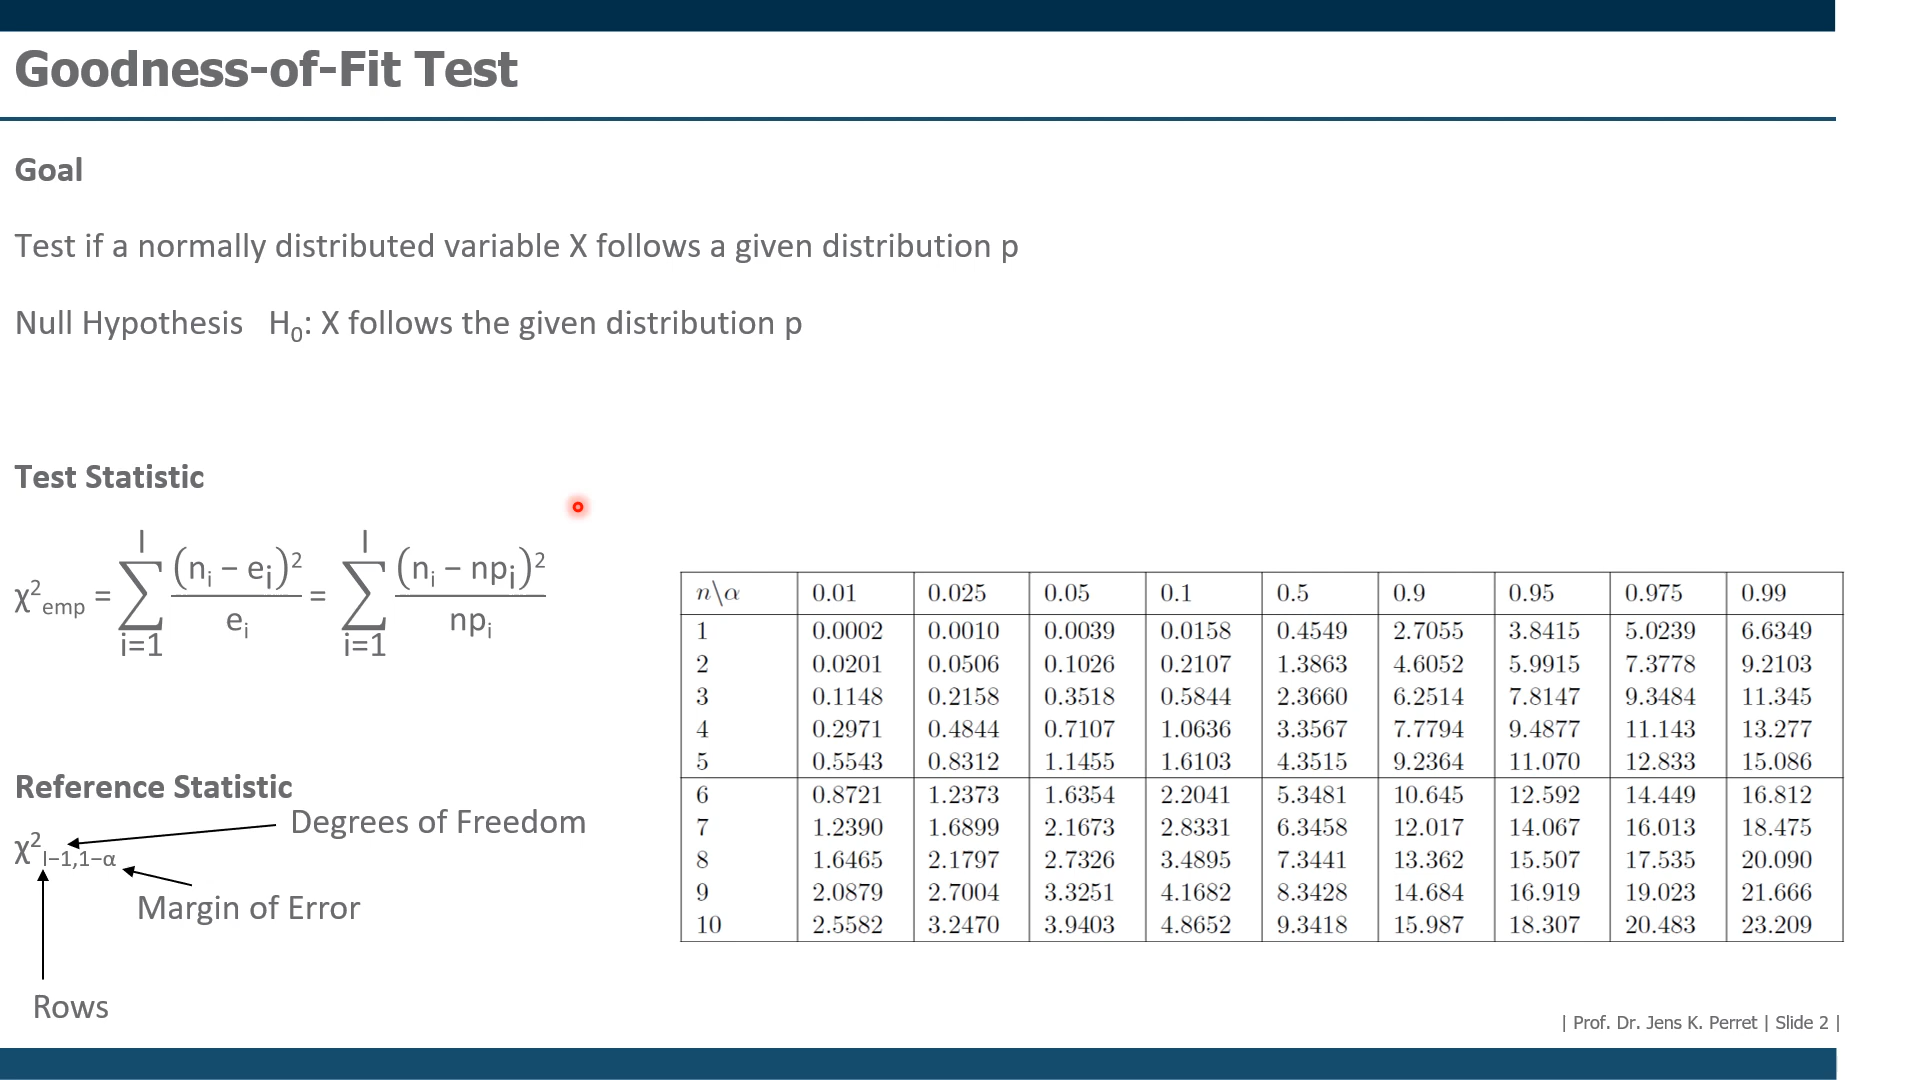 Goodness-of-Fit Test
Goal
Test if a normally distributed variable X follows a given distribution p
Null Hypothesis H₀: X follows the given distribution p
Test Statistic
χ²emp = ∑ᵢ₌₁ᴵ (nᵢ − eᵢ)² / eᵢ = ∑ᵢ₌₁ᴵ (nᵢ − npᵢ)² / npᵢ
Reference Statistic
Degrees of Freedom
χ² I−1,1−α
Margin of Error
Rows
n\α 0.01 0.025 0.05 0.1 0.5 0.9 0.95 0.975 0.99
1 0.0002 0.0010 0.0039 0.0158 0.4549 2.7055 3.8415 5.0239 6.6349
2 0.0201 0.0506 0.1026 0.2107 1.3863 4.6052 5.9915 7.3778 9.2103
3 0.1148 0.2158 0.3518 0.5844 2.3660 6.2514 7.8147 9.3484 11.345
4 0.2971 0.4844 0.7107 1.0636 3.3567 7.7794 9.4877 11.143 13.277
5 0.5543 0.8312 1.1455 1.6103 4.3515 9.2364 11.070 12.833 15.086
6 0.8721 1.2373 1.6354 2.2041 5.3481 10.645 12.592 14.449 16.812
7 1.2390 1.6899 2.1673 2.8331 6.3458 12.017 14.067 16.013 18.475
8 1.6465 2.1797 2.7326 3.4895 7.3441 13.362 15.507 17.535 20.090
9 2.0879 2.7004 3.3251 4.1682 8.3428 14.684 16.919 19.023 21.666
10 2.5582 3.2470 3.9403 4.8652 9.3418 15.987 18.307 20.483 23.209
| Prof. Dr. Jens K. Perret | Slide 2 |